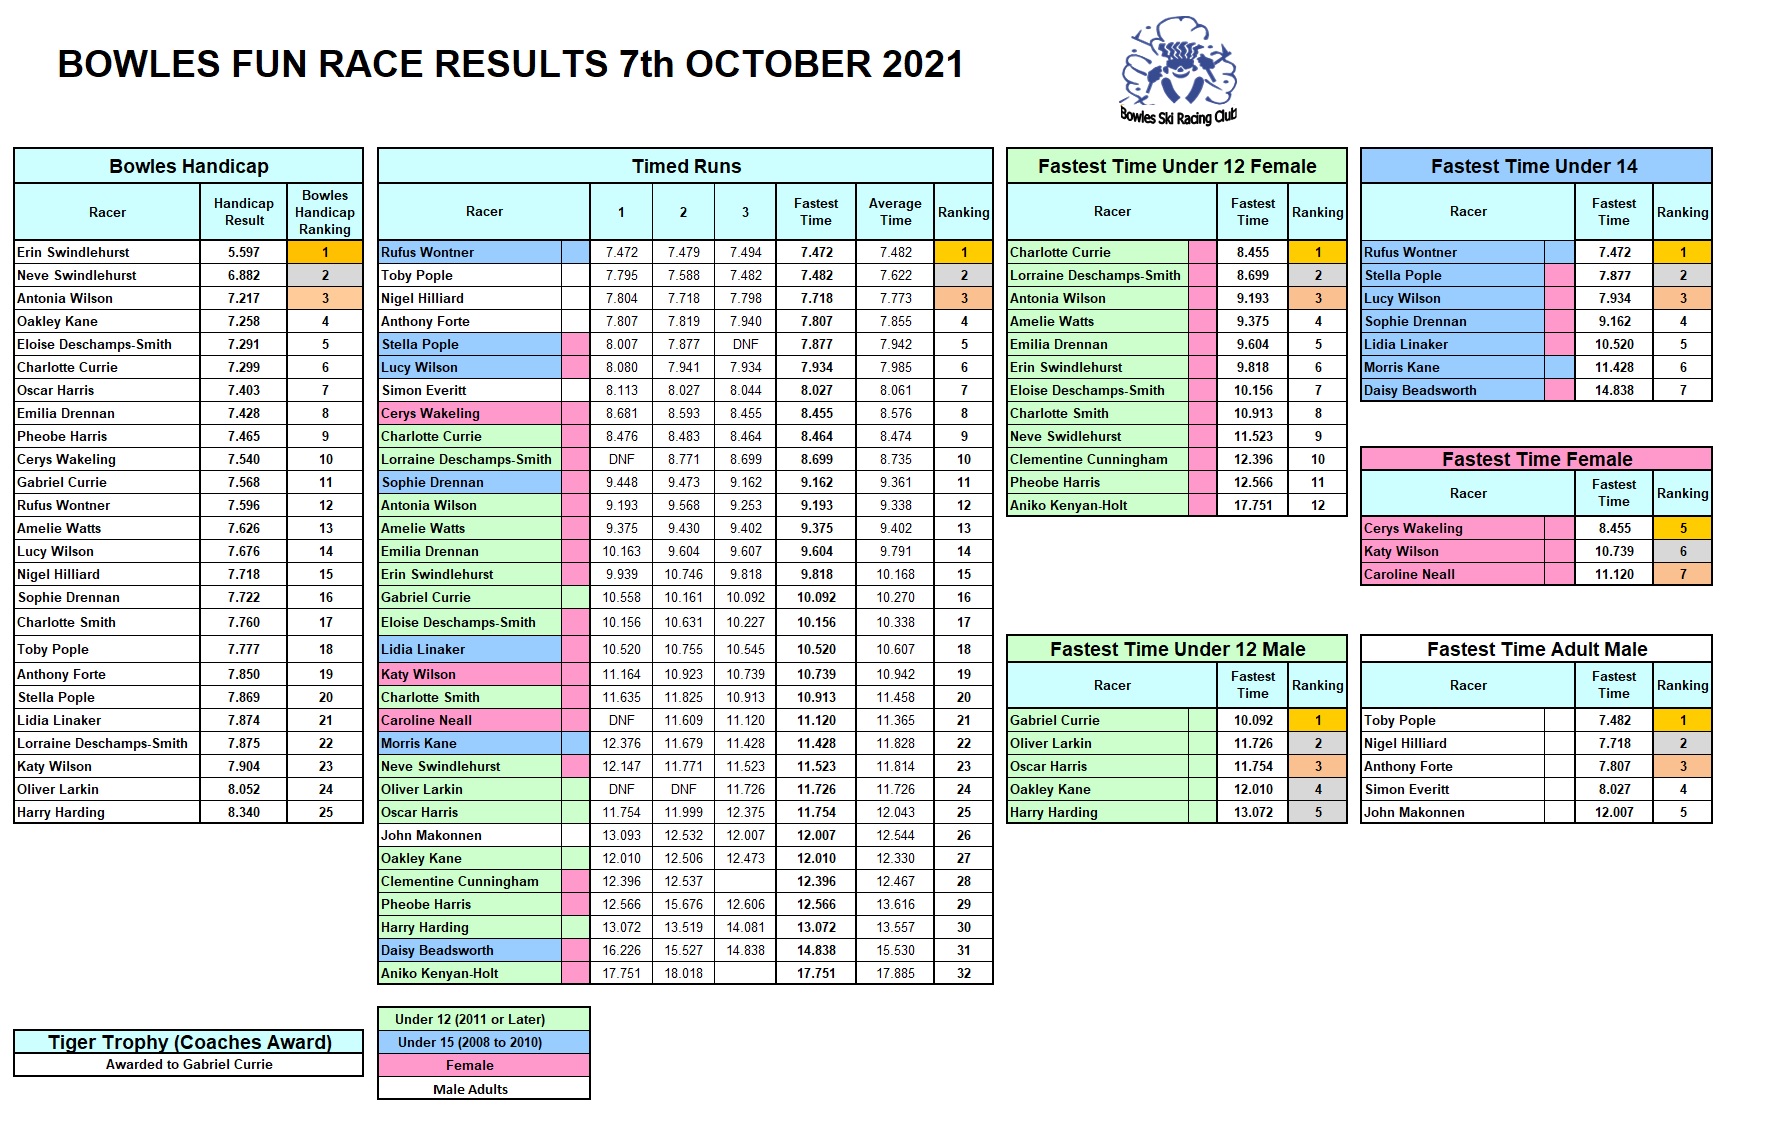 BOWLES FUN RACE RESULTS 7th OCTOBER 2021
Bowles Ski Racing Club
Bowles Handicap
Racer Handicap Result Bowles Handicap Ranking
Erin Swindlehurst 5.597 1
Neve Swindlehurst 6.882 2
Antonia Wilson 7.217 3
Oakley Kane 7.258 4
Eloise Deschamps-Smith 7.291 5
Charlotte Currie 7.299 6
Oscar Harris 7.403 7
Emilia Drennan 7.428 8
Pheobe Harris 7.465 9
Cerys Wakeling 7.540 10
Gabriel Currie 7.568 11
Rufus Wontner 7.596 12
Amelie Watts 7.626 13
Lucy Wilson 7.676 14
Nigel Hilliard 7.718 15
Sophie Drennan 7.722 16
Charlotte Smith 7.760 17
Toby Pople 7.777 18
Anthony Forte 7.850 19
Stella Pople 7.869 20
Lidia Linaker 7.874 21
Lorraine Deschamps-Smith 7.875 22
Katy Wilson 7.904 23
Oliver Larkin 8.052 24
Harry Harding 8.340 25
Tiger Trophy (Coaches Award)
Awarded to Gabriel Currie
Timed Runs
Racer 1 2 3 Fastest Time Average Time Ranking
Rufus Wontner 7.472 7.479 7.494 7.472 7.482 1
Toby Pople 7.795 7.588 7.482 7.482 7.622 2
Nigel Hilliard 7.804 7.718 7.798 7.718 7.773 3
Anthony Forte 7.807 7.819 7.940 7.807 7.855 4
Stella Pople 8.007 7.877 DNF 7.877 7.942 5
Lucy Wilson 8.080 7.941 7.934 7.934 7.985 6
Simon Everitt 8.113 8.027 8.044 8.027 8.061 7
Cerys Wakeling 8.681 8.593 8.455 8.455 8.576 8
Charlotte Currie 8.476 8.483 8.464 8.464 8.474 9
Lorraine Deschamps-Smith DNF 8.771 8.699 8.699 8.735 10
Sophie Drennan 9.448 9.473 9.162 9.162 9.361 11
Antonia Wilson 9.193 9.568 9.253 9.193 9.338 12
Amelie Watts 9.375 9.430 9.402 9.375 9.402 13
Emilia Drennan 10.163 9.604 9.607 9.604 9.791 14
Erin Swindlehurst 9.939 10.746 9.818 9.818 10.168 15
Gabriel Currie 10.558 10.161 10.092 10.092 10.270 16
Eloise Deschamps-Smith 10.156 10.631 10.227 10.156 10.338 17
Lidia Linaker 10.520 10.755 10.545 10.520 10.607 18
Katy Wilson 11.164 10.923 10.739 10.739 10.942 19
Charlotte Smith 11.635 11.825 10.913 10.913 11.458 20
Caroline Neall DNF 11.609 11.120 11.120 11.365 21
Morris Kane 12.376 11.679 11.428 11.428 11.828 22
Neve Swindlehurst 12.147 11.771 11.523 11.523 11.814 23
Oliver Larkin DNF DNF 11.726 11.726 11.726 24
Oscar Harris 11.754 11.999 12.375 11.754 12.043 25
John Makonnen 13.093 12.532 12.007 12.007 12.544 26
Oakley Kane 12.010 12.506 12.473 12.010 12.330 27
Clementine Cunningham 12.396 12.537 12.396 12.467 28
Pheobe Harris 12.566 15.676 12.606 12.566 13.616 29
Harry Harding 13.072 13.519 14.081 13.072 13.557 30
Daisy Beadsworth 16.226 15.527 14.838 14.838 15.530 31
Aniko Kenyan-Holt 17.751 18.018 17.751 17.885 32
Under 12 (2011 or Later)
Under 15 (2008 to 2010)
Female
Male Adults
Fastest Time Under 12 Female
Racer Fastest Time Ranking
Charlotte Currie 8.455 1
Lorraine Deschamps-Smith 8.699 2
Antonia Wilson 9.193 3
Amelie Watts 9.375 4
Emilia Drennan 9.604 5
Erin Swindlehurst 9.818 6
Eloise Deschamps-Smith 10.156 7
Charlotte Smith 10.913 8
Neve Swidlehurst 11.523 9
Clementine Cunningham 12.396 10
Pheobe Harris 12.566 11
Aniko Kenyan-Holt 17.751 12
Fastest Time Under 12 Male
Racer Fastest Time Ranking
Gabriel Currie 10.092 1
Oliver Larkin 11.726 2
Oscar Harris 11.754 3
Oakley Kane 12.010 4
Harry Harding 13.072 5
Fastest Time Under 14
Racer Fastest Time Ranking
Rufus Wontner 7.472 1
Stella Pople 7.877 2
Lucy Wilson 7.934 3
Sophie Drennan 9.162 4
Lidia Linaker 10.520 5
Morris Kane 11.428 6
Daisy Beadsworth 14.838 7
Fastest Time Female
Racer Fastest Time Ranking
Cerys Wakeling 8.455 5
Katy Wilson 10.739 6
Caroline Neall 11.120 7
Fastest Time Adult Male
Racer Fastest Time Ranking
Toby Pople 7.482 1
Nigel Hilliard 7.718 2
Anthony Forte 7.807 3
Simon Everitt 8.027 4
John Makonnen 12.007 5